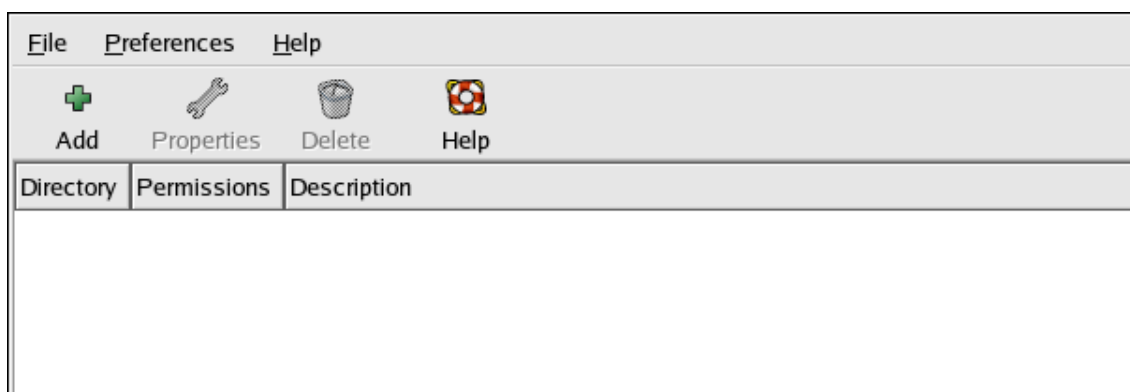 File Preferences Help
Add Properties Delete Help
Directory Permissions Description